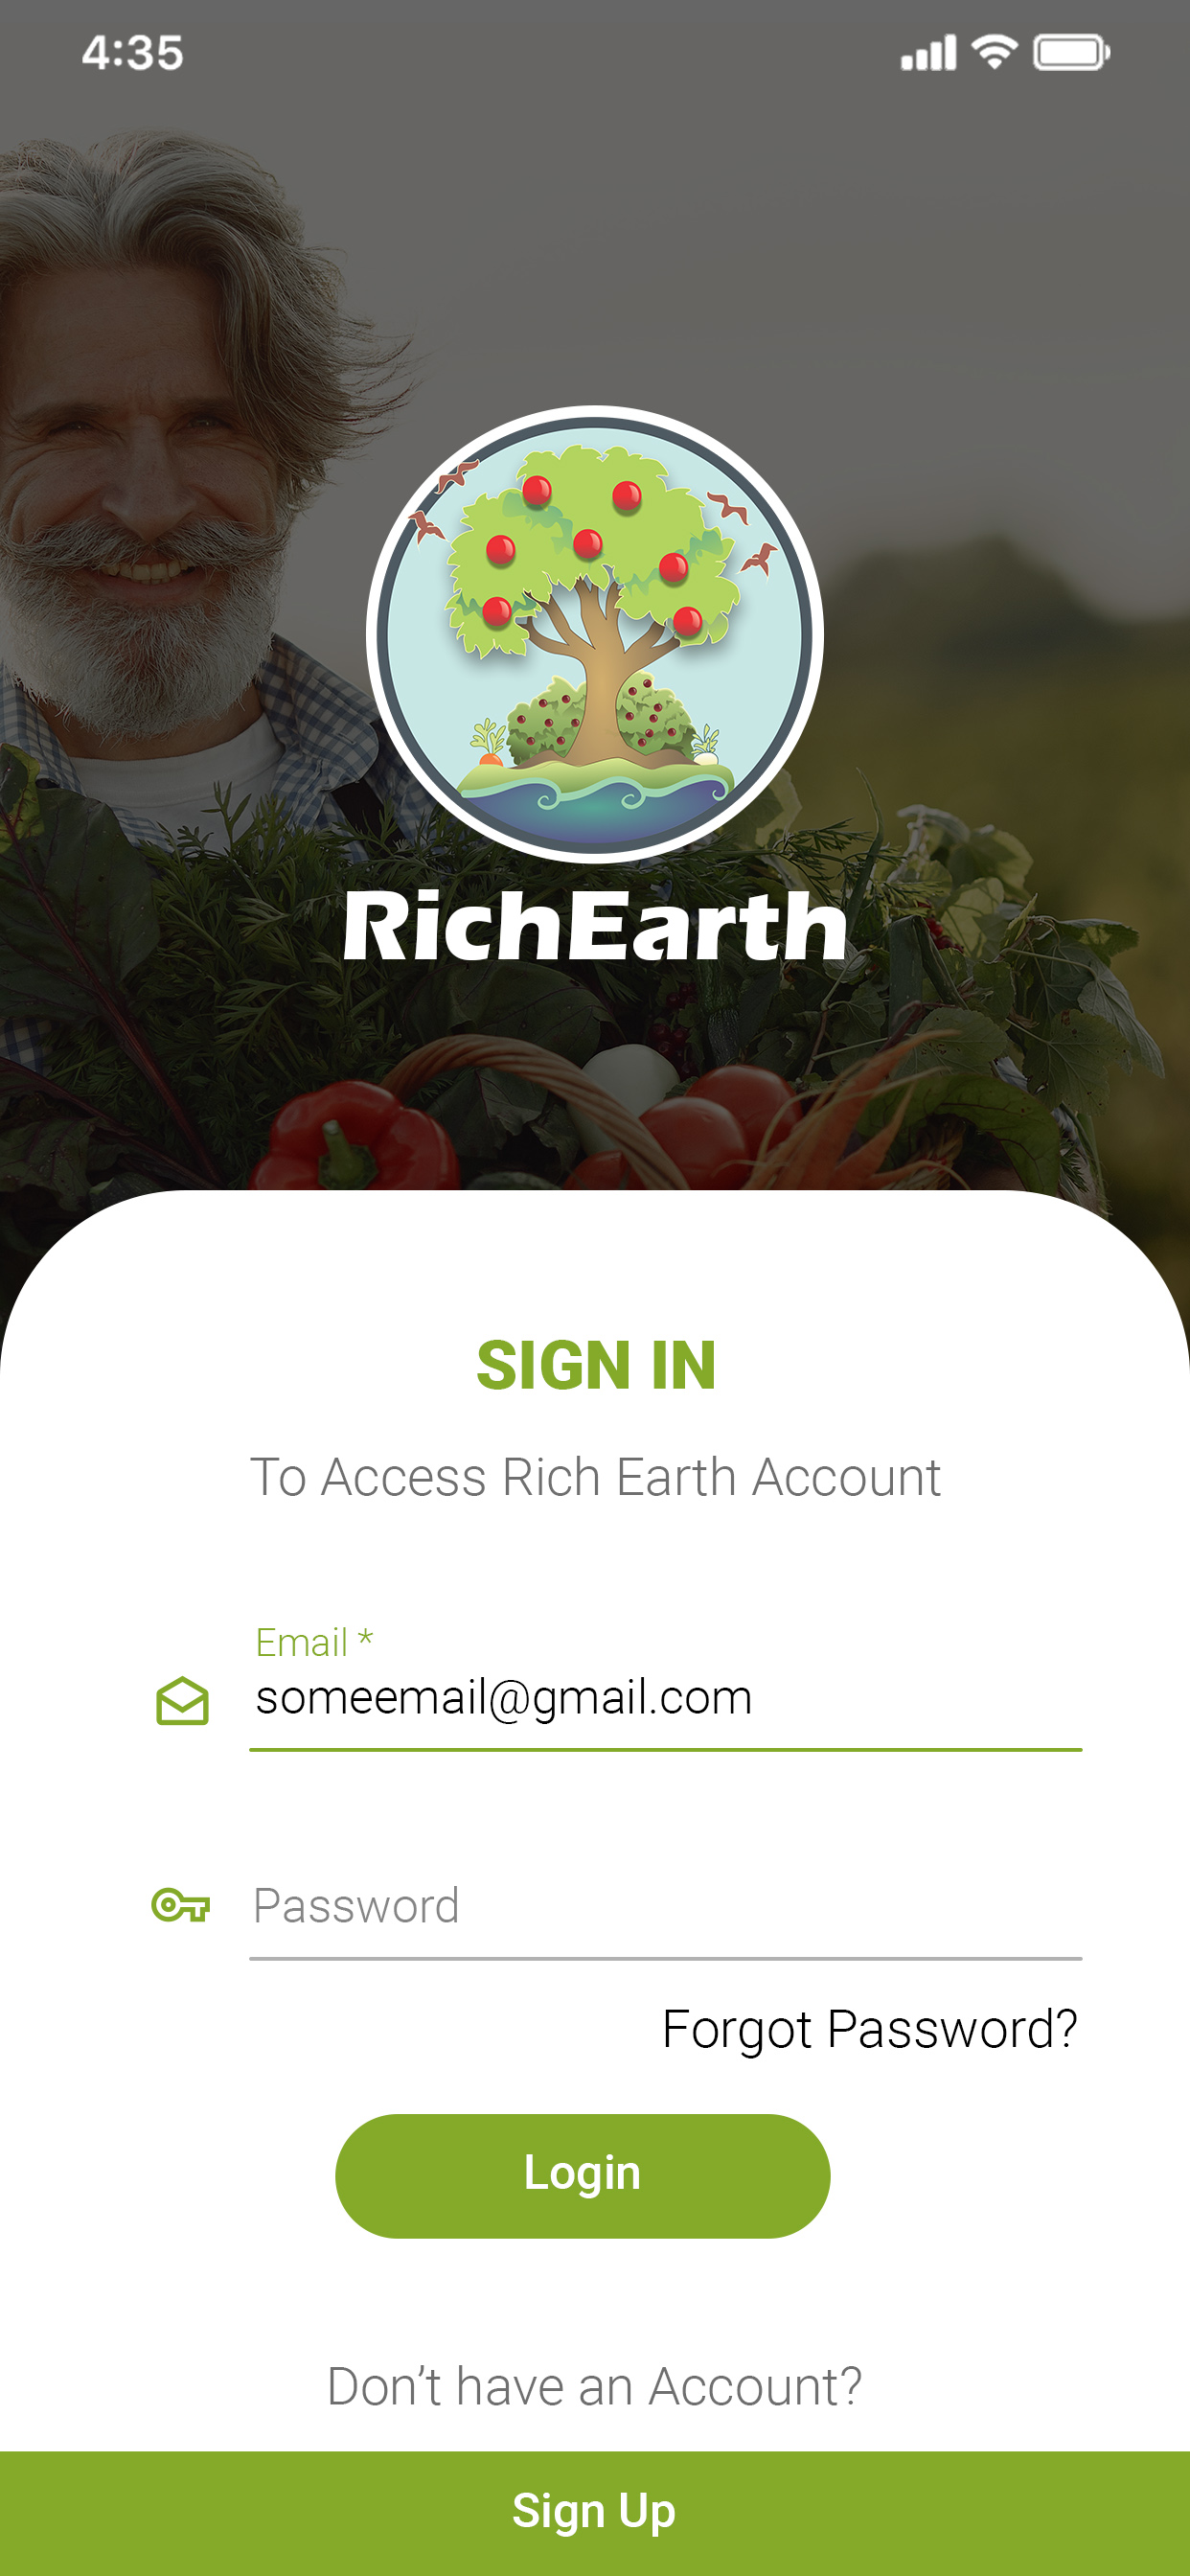 4:35
RichEarth
SIGN IN
To Access Rich Earth Account
Email *
someemail@gmail.com
Password
Forgot Password?
Login
Don’t have an Account?
Sign Up